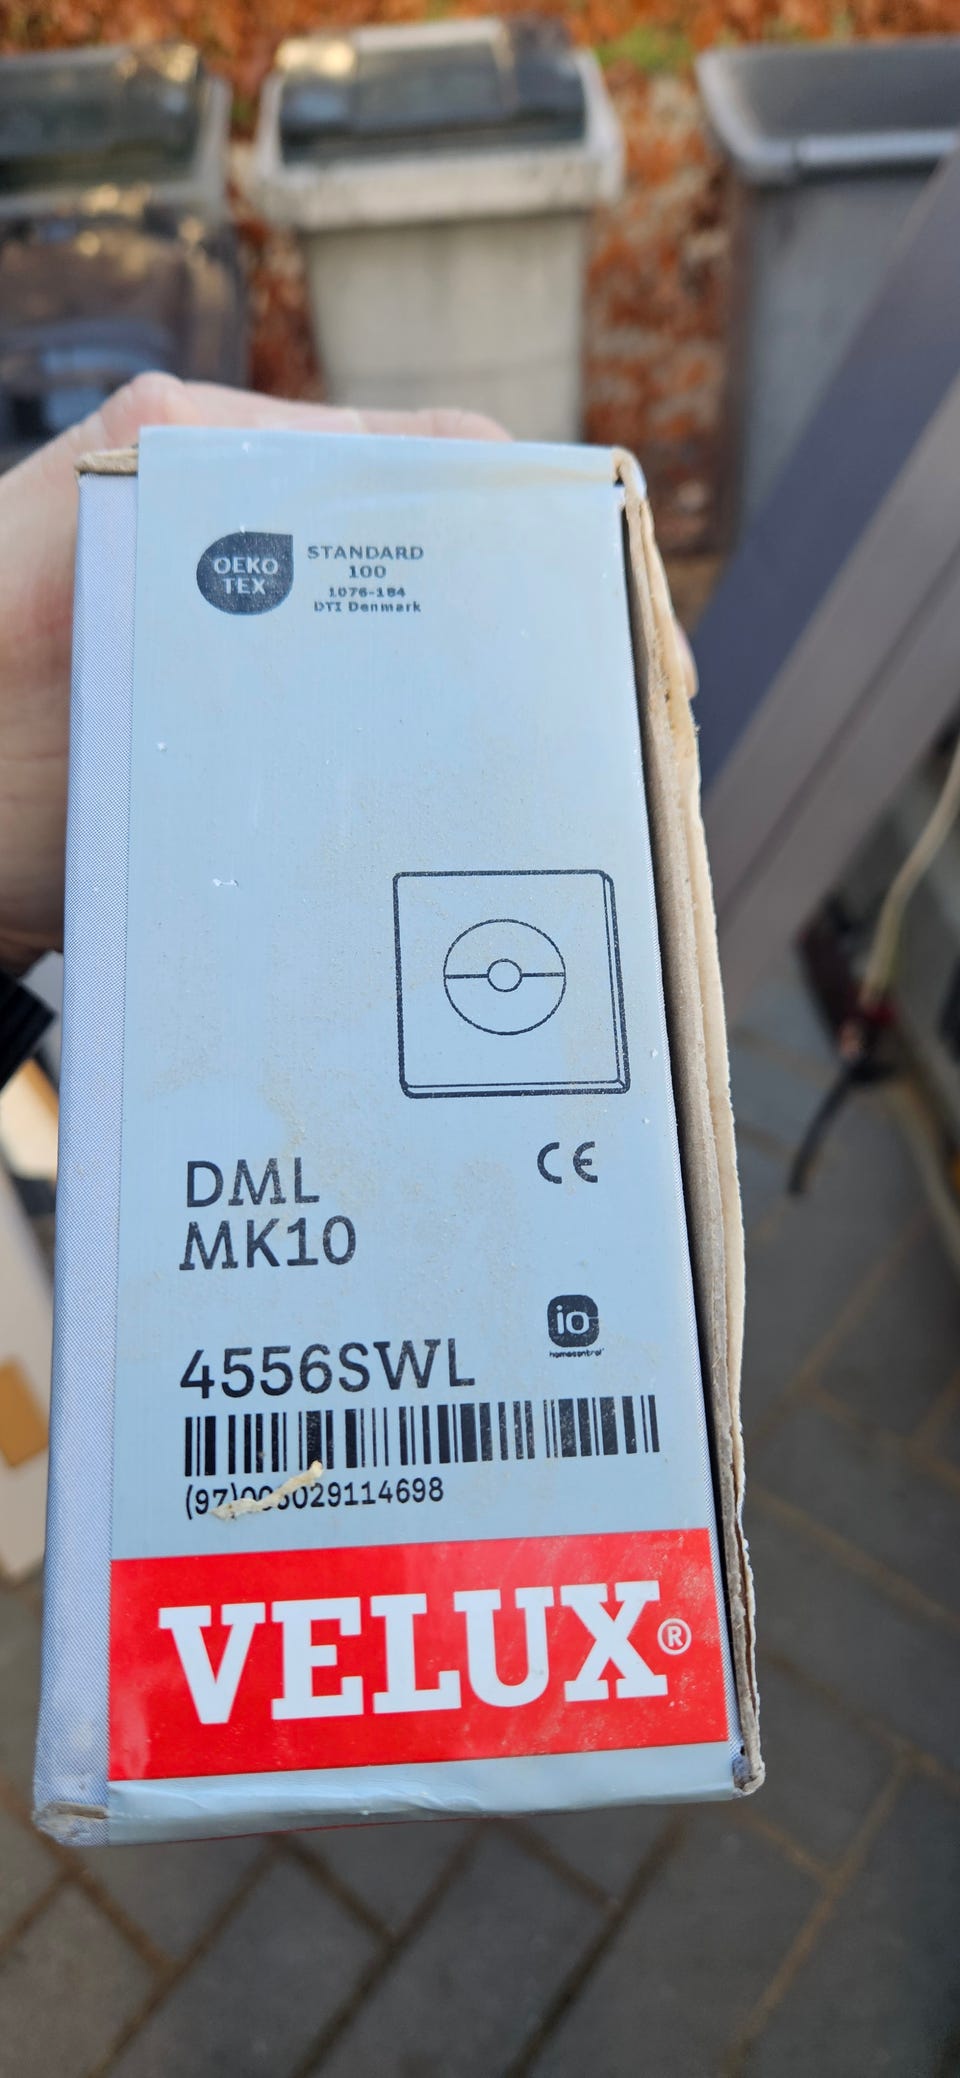 OEKO
TEX
STANDARD
100
1076-184
DTI Denmark
CE
DML
MK10
io
homecontrol
4556SWL
VELUX®